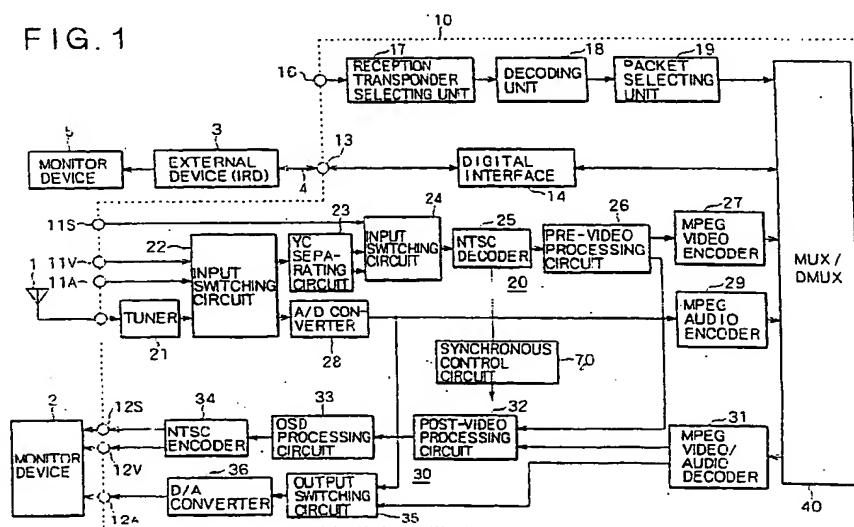 FIG. 1
10
17
18
19
16
RECEPTION
TRANSPONDER
SELECTING UNIT
DECODING
UNIT
PACKET
SELECTING
UNIT
5
3
13
MONITOR
DEVICE
EXTERNAL
DEVICE (IRD)
4
DIGITAL
INTERFACE
14
11S
11V
11A
1
22
INPUT
SWITCHING
CIRCUIT
23
YC
SEPA-
RATING
CIRCUIT
24
INPUT
SWITCHING
CIRCUIT
25
NTSC
DECODER
20
26
PRE-VIDEO
PROCESSING
CIRCUIT
27
MPEG
VIDEO
ENCODER
MUX/
DMUX
TUNER
21
A/D CON-
VERTER
28
29
MPEG
AUDIO
ENCODER
SYNCHRONOUS
CONTROL
CIRCUIT
70
2
MONITOR
DEVICE
12S
12V
12A
34
NTSC
ENCODER
33
OSD
PROCESSING
CIRCUIT
32
POST-VIDEO
PROCESSING
CIRCUIT
30
31
MPEG
VIDEO/
AUDIO
DECODER
36
D/A
CONVERTER
OUTPUT
SWITCHING
CIRCUIT
35
40